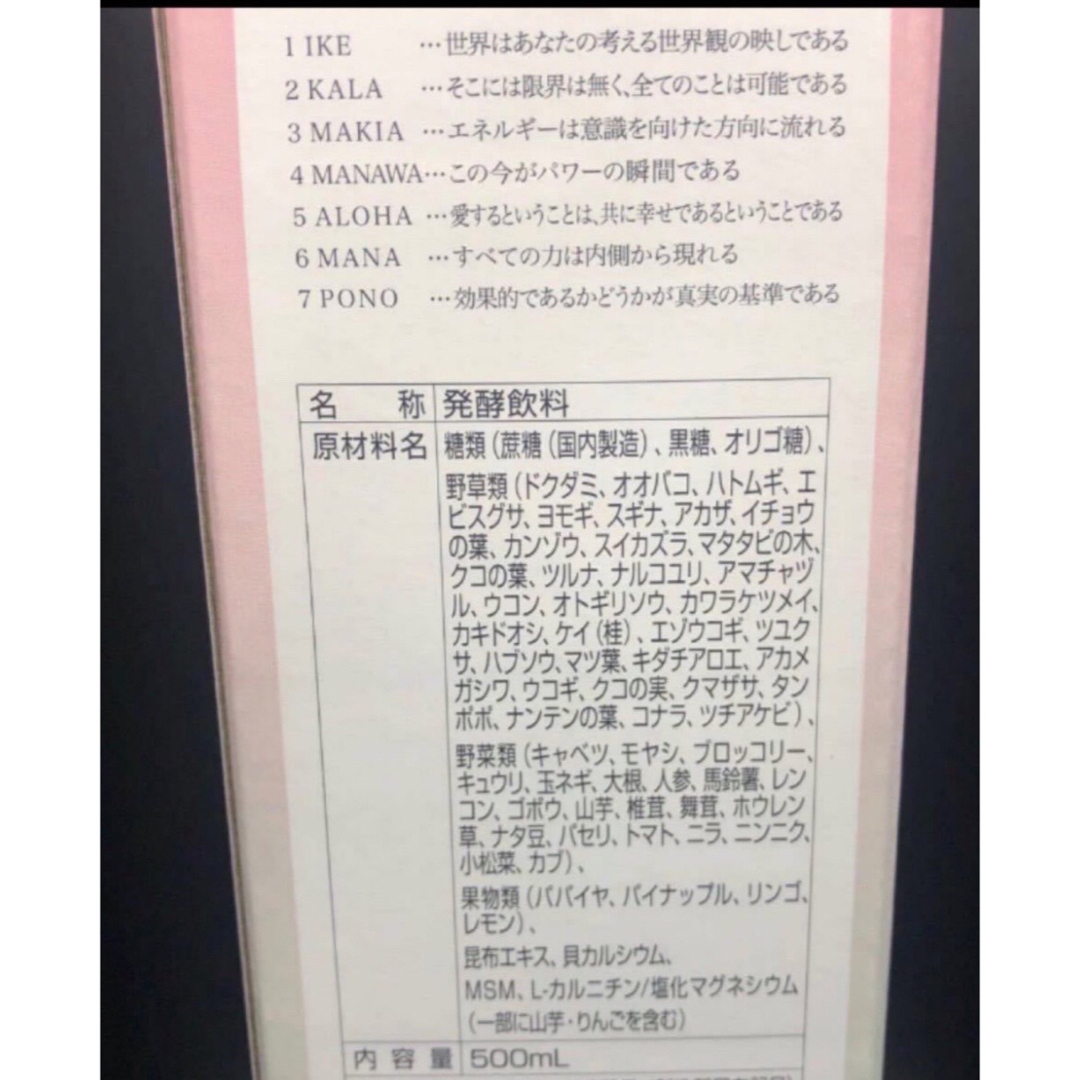 1 IKE …世界はあなたの考える世界観の映しである
2 KALA …そこには限界は無く、全てのことは可能である
3 MAKIA …エネルギーは意識を向けた方向に流れる
4 MANAWA…この今がパワーの瞬間である
5 ALOHA …愛するということは、共に幸せであるということである
6 MANA …すべての力は内側から現れる
7 PONO …効果的であるかどうかが真実の基準である
名称 発酵飲料
原材料名 糖類(蔗糖(国内製造)、黒糖、オリゴ糖)、
野草類(ドクダミ、オオバコ、ハトムギ、エ
ビスグサ、ヨモギ、スギナ、アカザ、イチョウ
の葉、カンゾウ、スイカズラ、マタタビの木、
クコの葉、ツルナ、ナルコユリ、アマチャヅ
ル、ウコン、オトギリソウ、カワラケツメイ、
カキドオシ、ケイ(桂)、エゾウコギ、ツユク
サ、ハブソウ、マツ葉、キダチアロエ、アカメ
ガシワ、ウコギ、クコの実、クマザサ、タン
ポポ、ナンテンの葉、コナラ、ツチアケビ)、
野菜類(キャベツ、モヤシ、ブロッコリー、
キュウリ、玉ネギ、大根、人参、馬鈴薯、レン
コン、ゴボウ、山芋、椎茸、舞茸、ホウレン
草、ナタ豆、パセリ、トマト、ニラ、ニンニク、
小松菜、カブ)、
果物類(パパイヤ、パイナップル、リンゴ、
レモン)、
昆布エキス、貝カルシウム、
MSM、L-カルニチン/塩化マグネシウム
(一部に山芋・りんごを含む)
内容量 500mL